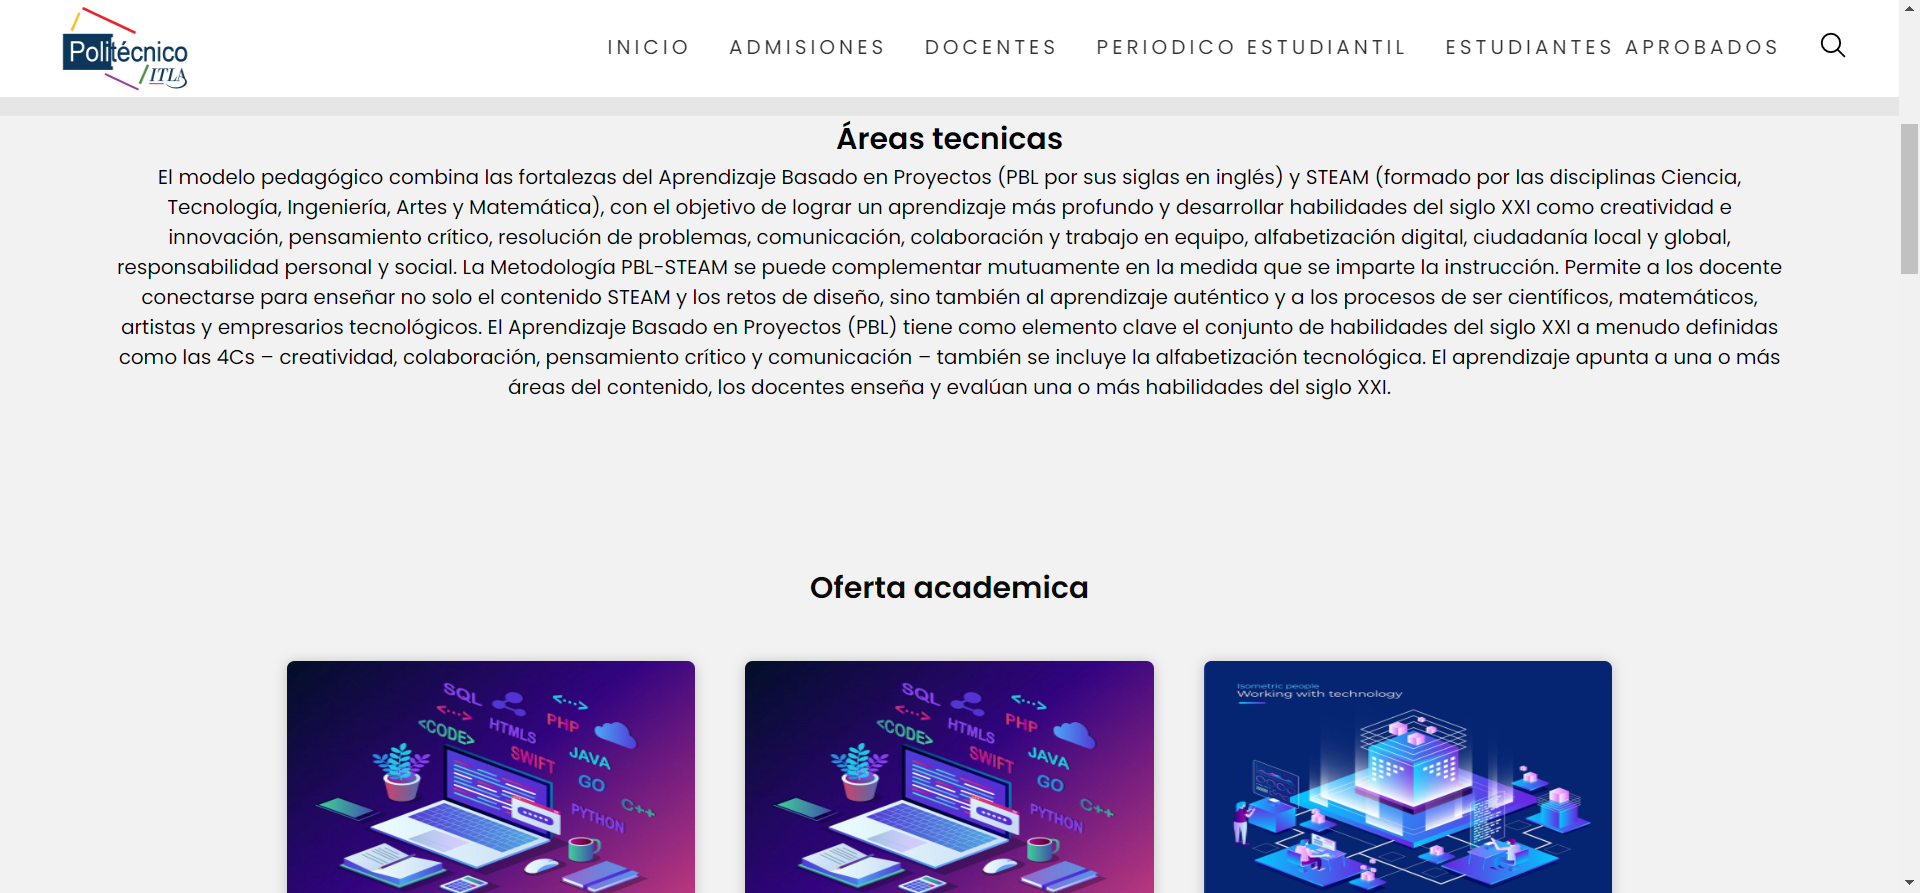 Politécnico
ITLA
INICIO
ADMISIONES
DOCENTES
PERIODICO ESTUDIANTIL
ESTUDIANTES APROBADOS
Áreas tecnicas
El modelo pedagógico combina las fortalezas del Aprendizaje Basado en Proyectos (PBL por sus siglas en inglés) y STEAM (formado por las disciplinas Ciencia,
Tecnología, Ingeniería, Artes y Matemática), con el objetivo de lograr un aprendizaje más profundo y desarrollar habilidades del siglo XXI como creatividad e
innovación, pensamiento crítico, resolución de problemas, comunicación, colaboración y trabajo en equipo, alfabetización digital, ciudadanía local y global,
responsabilidad personal y social. La Metodología PBL-STEAM se puede complementar mutuamente en la medida que se imparte la instrucción. Permite a los docente
conectarse para enseñar no solo el contenido STEAM y los retos de diseño, sino también al aprendizaje auténtico y a los procesos de ser científicos, matemáticos,
artistas y empresarios tecnológicos. El Aprendizaje Basado en Proyectos (PBL) tiene como elemento clave el conjunto de habilidades del siglo XXI a menudo definidas
como las 4Cs – creatividad, colaboración, pensamiento crítico y comunicación – también se incluye la alfabetización tecnológica. El aprendizaje apunta a una o más
áreas del contenido, los docentes enseña y evalúan una o más habilidades del siglo XXI.
Oferta academica
SQL
<···>
<···>
PHP
<CODE>
HTMLS
SWIFT
JAVA
GO
C++
PYTHON
SQL
<···>
<···>
PHP
<CODE>
HTMLS
SWIFT
JAVA
GO
C++
PYTHON
Isometric people
Working with technology